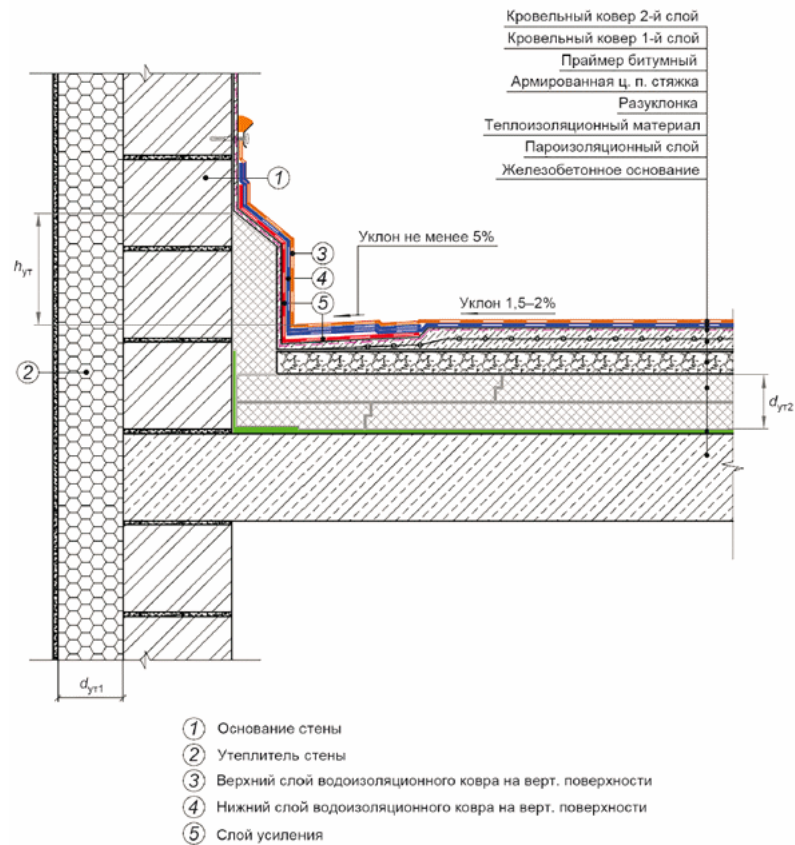 Кровельный ковер 2-й слой
Кровельный ковер 1-й слой
Праймер битумный
Армированная ц. п. стяжка
Разуклонка
Теплоизоляционный материал
Пароизоляционный слой
Железобетонное основание
1
Уклон не менее 5%
3
hут
4
5
Уклон 1,5–2%
2
dут2
dут1
1 Основание стены
2 Утеплитель стены
3 Верхний слой водоизоляционного ковра на верт. поверхности
4 Нижний слой водоизоляционного ковра на верт. поверхности
5 Слой усиления